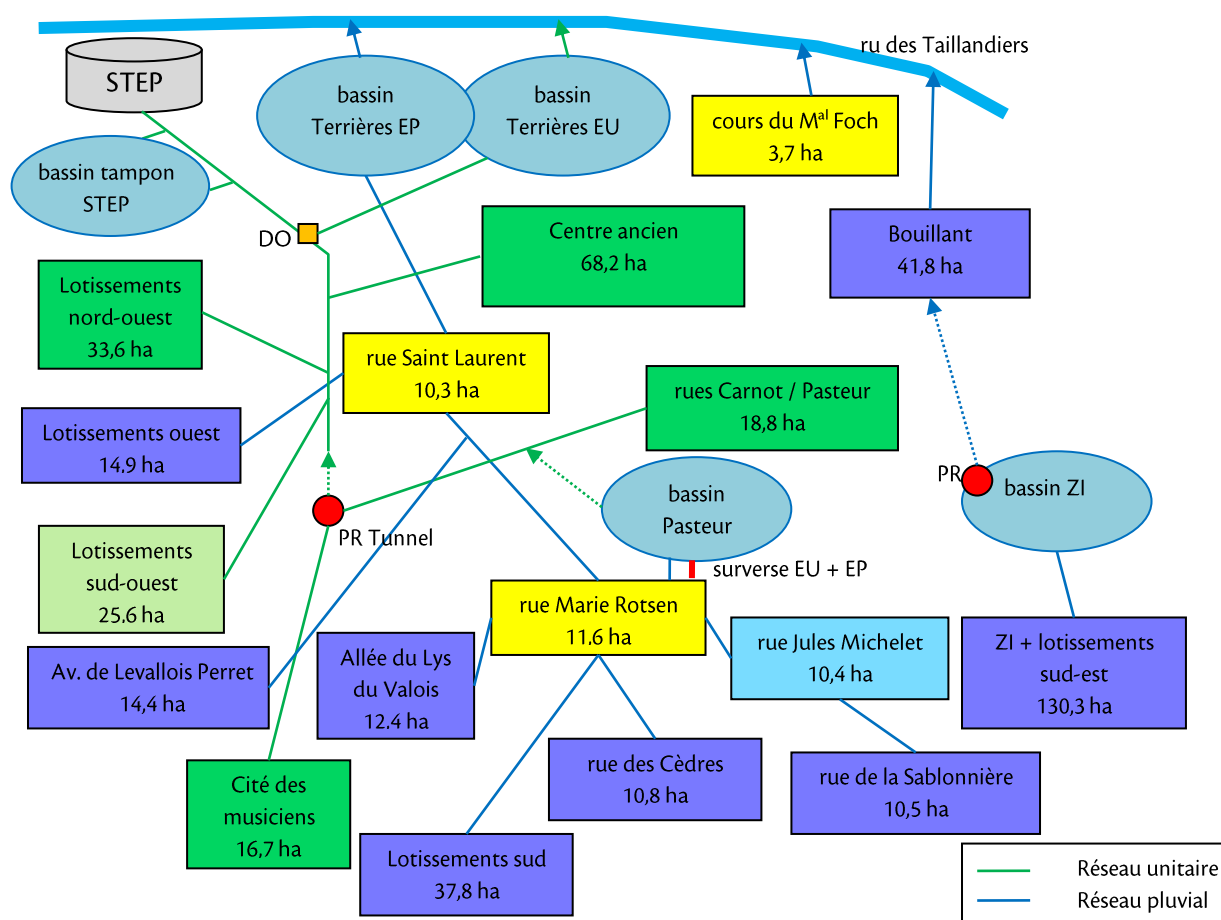 ru des Taillandiers
STEP
bassin
Terrières EP
bassin
Terrières EU
cours du Mᵃˡ Foch
3,7 ha
bassin tampon
STEP
DO
Centre ancien
68,2 ha
Bouillant
41,8 ha
Lotissements
nord-ouest
33,6 ha
rue Saint Laurent
10,3 ha
rues Carnot / Pasteur
18,8 ha
Lotissements ouest
14,9 ha
bassin
Pasteur
PR
bassin ZI
PR Tunnel
Lotissements
sud-ouest
25.6 ha
surverse EU + EP
rue Marie Rotsen
11.6 ha
Av. de Levallois Perret
14,4 ha
Allée du Lys
du Valois
12.4 ha
rue Jules Michelet
10,4 ha
ZI + lotissements
sud-est
130,3 ha
Cité des
musiciens
16,7 ha
rue des Cèdres
10,8 ha
rue de la Sablonnière
10,5 ha
Lotissements sud
37,8 ha
Réseau unitaire
Réseau pluvial